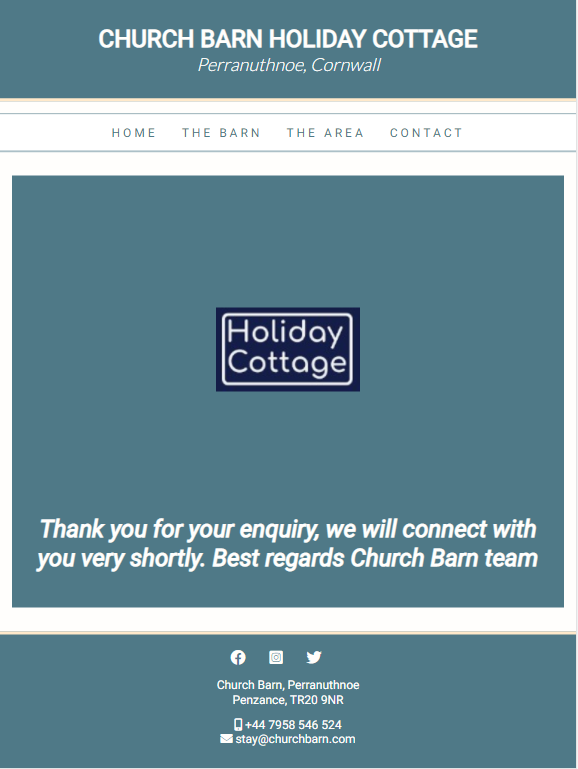 CHURCH BARN HOLIDAY COTTAGE
Perranuthnoe, Cornwall
HOME THE BARN THE AREA CONTACT
Holiday
Cottage
Thank you for your enquiry, we will connect with
you very shortly. Best regards Church Barn team
Church Barn, Perranuthnoe
Penzance, TR20 9NR
+44 7958 546 524
stay@churchbarn.com